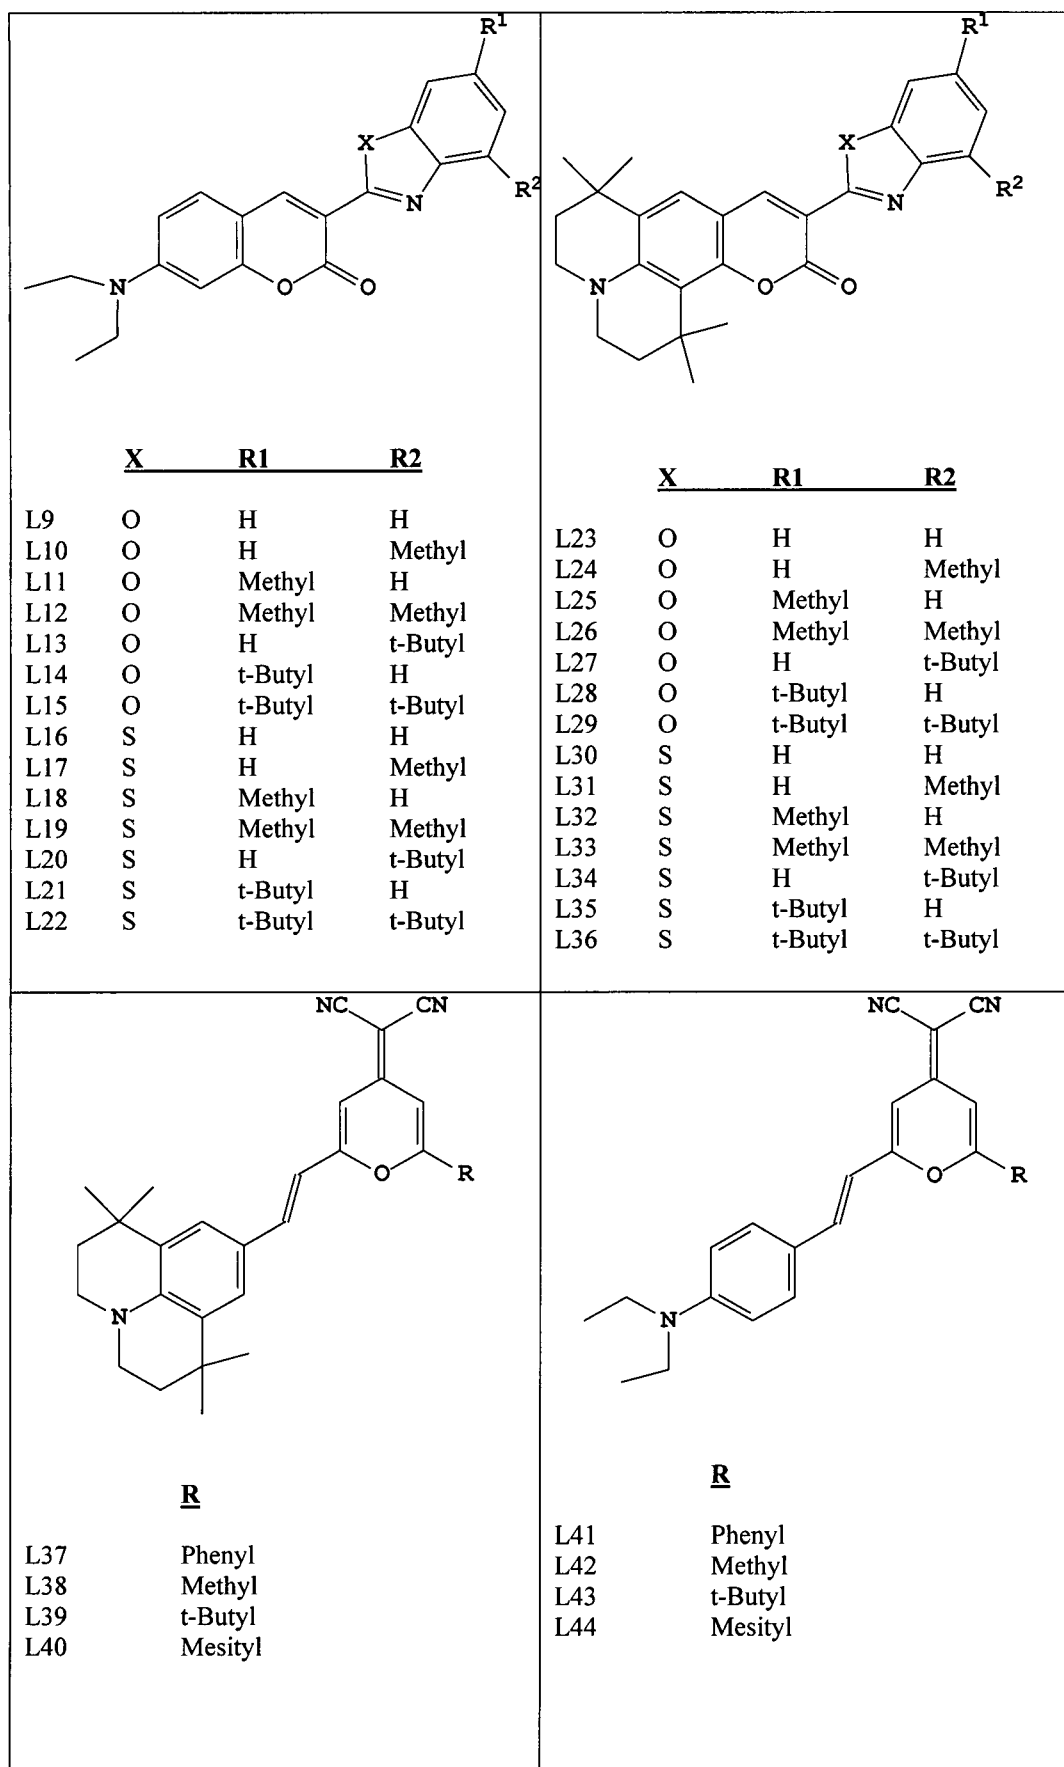 R¹
X
R²
N
N
O
O
X R1 R2
L9 O H H
L10 O H Methyl
L11 O Methyl H
L12 O Methyl Methyl
L13 O H t-Butyl
L14 O t-Butyl H
L15 O t-Butyl t-Butyl
L16 S H H
L17 S H Methyl
L18 S Methyl H
L19 S Methyl Methyl
L20 S H t-Butyl
L21 S t-Butyl H
L22 S t-Butyl t-Butyl
R¹
X
R²
N
N
O
O
X R1 R2
L23 O H H
L24 O H Methyl
L25 O Methyl H
L26 O Methyl Methyl
L27 O H t-Butyl
L28 O t-Butyl H
L29 O t-Butyl t-Butyl
L30 S H H
L31 S H Methyl
L32 S Methyl H
L33 S Methyl Methyl
L34 S H t-Butyl
L35 S t-Butyl H
L36 S t-Butyl t-Butyl
NC CN
O R
N
R
L37 Phenyl
L38 Methyl
L39 t-Butyl
L40 Mesityl
NC CN
O R
N
R
L41 Phenyl
L42 Methyl
L43 t-Butyl
L44 Mesityl